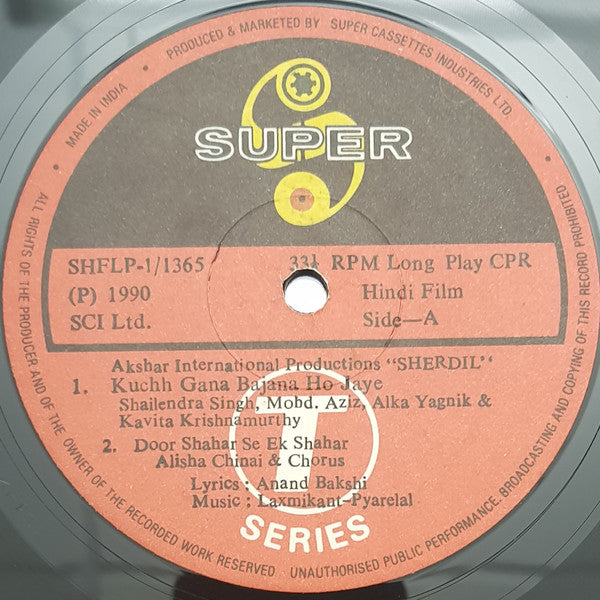 PRODUCED & MARKETED BY SUPER CASSETTES INDUSTRIES LTD.
MADE IN INDIA
SUPER
SHFLP-1/1365 33⅓ RPM Long Play CPR
(P) 1990 Hindi Film
SCI Ltd. Side—A
Akshar International Productions "SHERDIL"
1. Kuchh Gana Bajana Ho Jaye
Shailendra Singh, Mohd. Aziz, Alka Yagnik &
Kavita Krishnamurthy
2. Door Shahar Se Ek Shahar
Alisha Chinai & Chorus
Lyrics : Anand Bakshi
Music : Laxmikant-Pyarelal
T
SERIES
ALL RIGHTS OF THE PRODUCER AND OF THE OWNER OF THE RECORDED WORK RESERVED . UNAUTHORISED PUBLIC PERFORMANCE, BROADCASTING AND COPYING OF THIS RECORD PROHIBITED